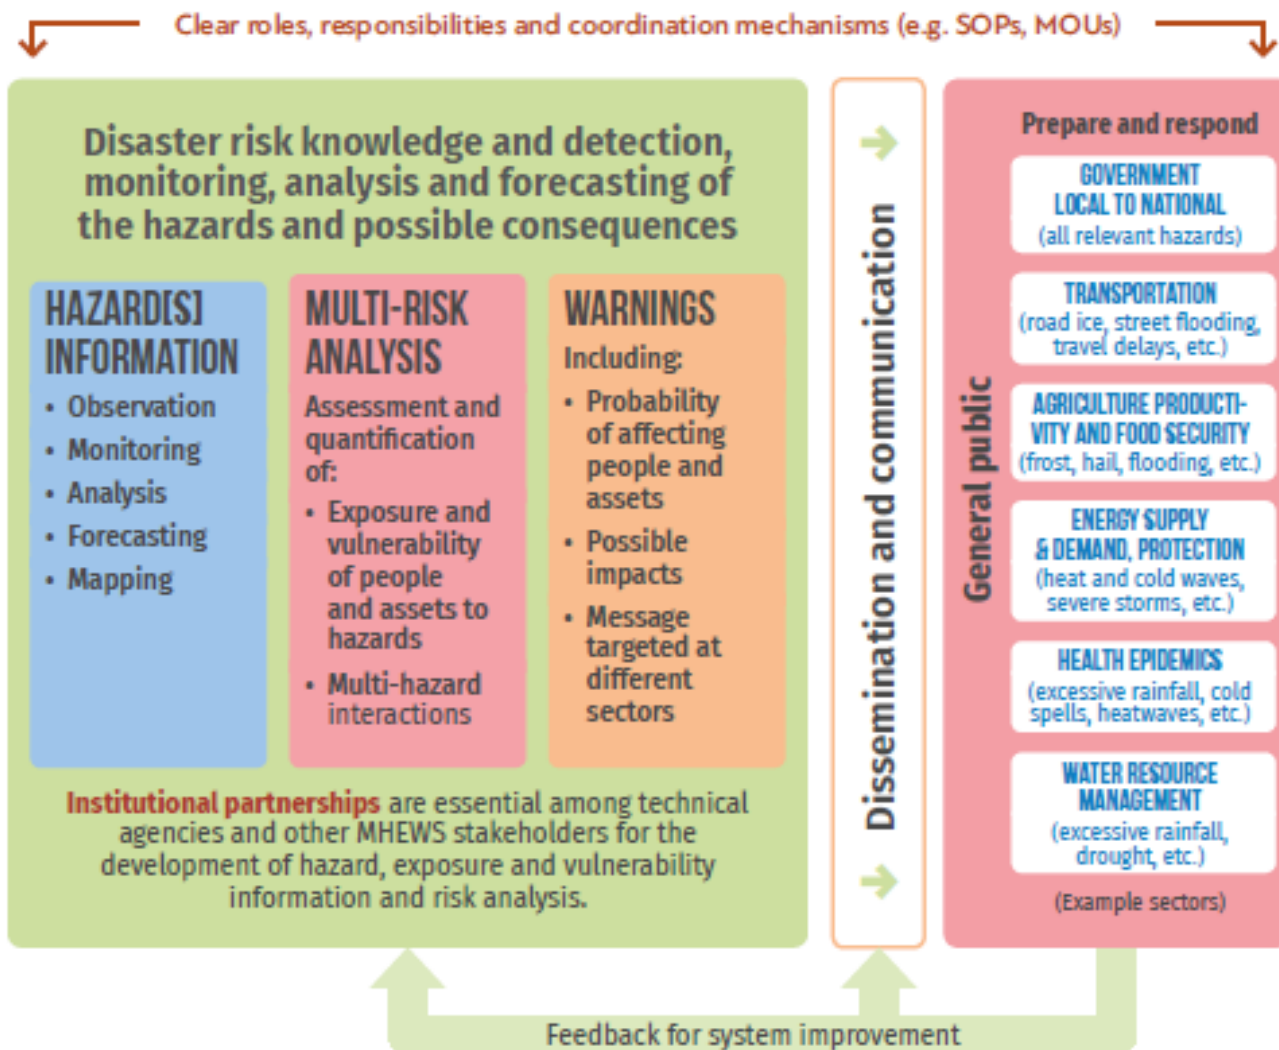 Clear roles, responsibilities and coordination mechanisms (e.g. SOPs, MOUs)
Disaster risk knowledge and detection,
monitoring, analysis and forecasting of
the hazards and possible consequences
HAZARD[S]
INFORMATION
• Observation
• Monitoring
• Analysis
• Forecasting
• Mapping
MULTI-RISK
ANALYSIS
Assessment and
quantification
of:
• Exposure and
vulnerability
of people
and assets to
hazards
• Multi-hazard
interactions
WARNINGS
Including:
• Probability
of affecting
people and
assets
• Possible
impacts
• Message
targeted at
different
sectors
Institutional partnerships are essential among technical
agencies and other MHEWS stakeholders for the
development of hazard, exposure and vulnerability
information and risk analysis.
Dissemination and communication
General public
Prepare and respond
GOVERNMENT
LOCAL TO NATIONAL
(all relevant hazards)
TRANSPORTATION
(road ice, street flooding,
travel delays, etc.)
AGRICULTURE PRODUCTI-
VITY AND FOOD SECURITY
(frost, hail, flooding, etc.)
ENERGY SUPPLY
& DEMAND, PROTECTION
(heat and cold waves,
severe storms, etc.)
HEALTH EPIDEMICS
(excessive rainfall, cold
spells, heatwaves, etc.)
WATER RESOURCE
MANAGEMENT
(excessive rainfall,
drought, etc.)
(Example sectors)
Feedback for system improvement